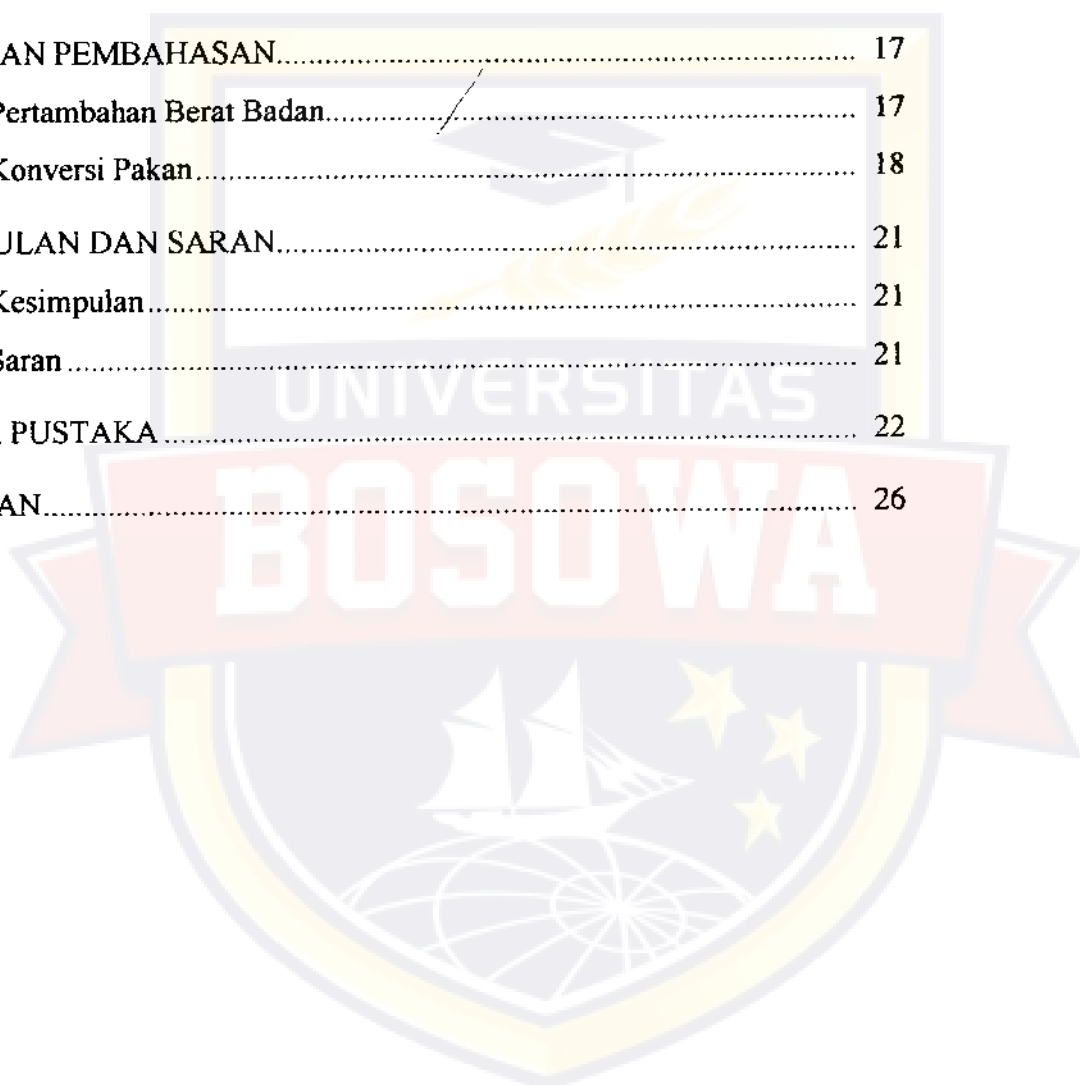 AN PEMBAHASAN.................................................................. 17
Pertambahan Berat Badan............................................................ 17
Konversi Pakan........................................................................... 18
ULAN DAN SARAN.................................................................. 21
Kesimpulan................................................................................. 21
Saran.......................................................................................... 21
PUSTAKA.................................................................................. 22
AN............................................................................................... 26
UNIVERSITAS
BOSOWA